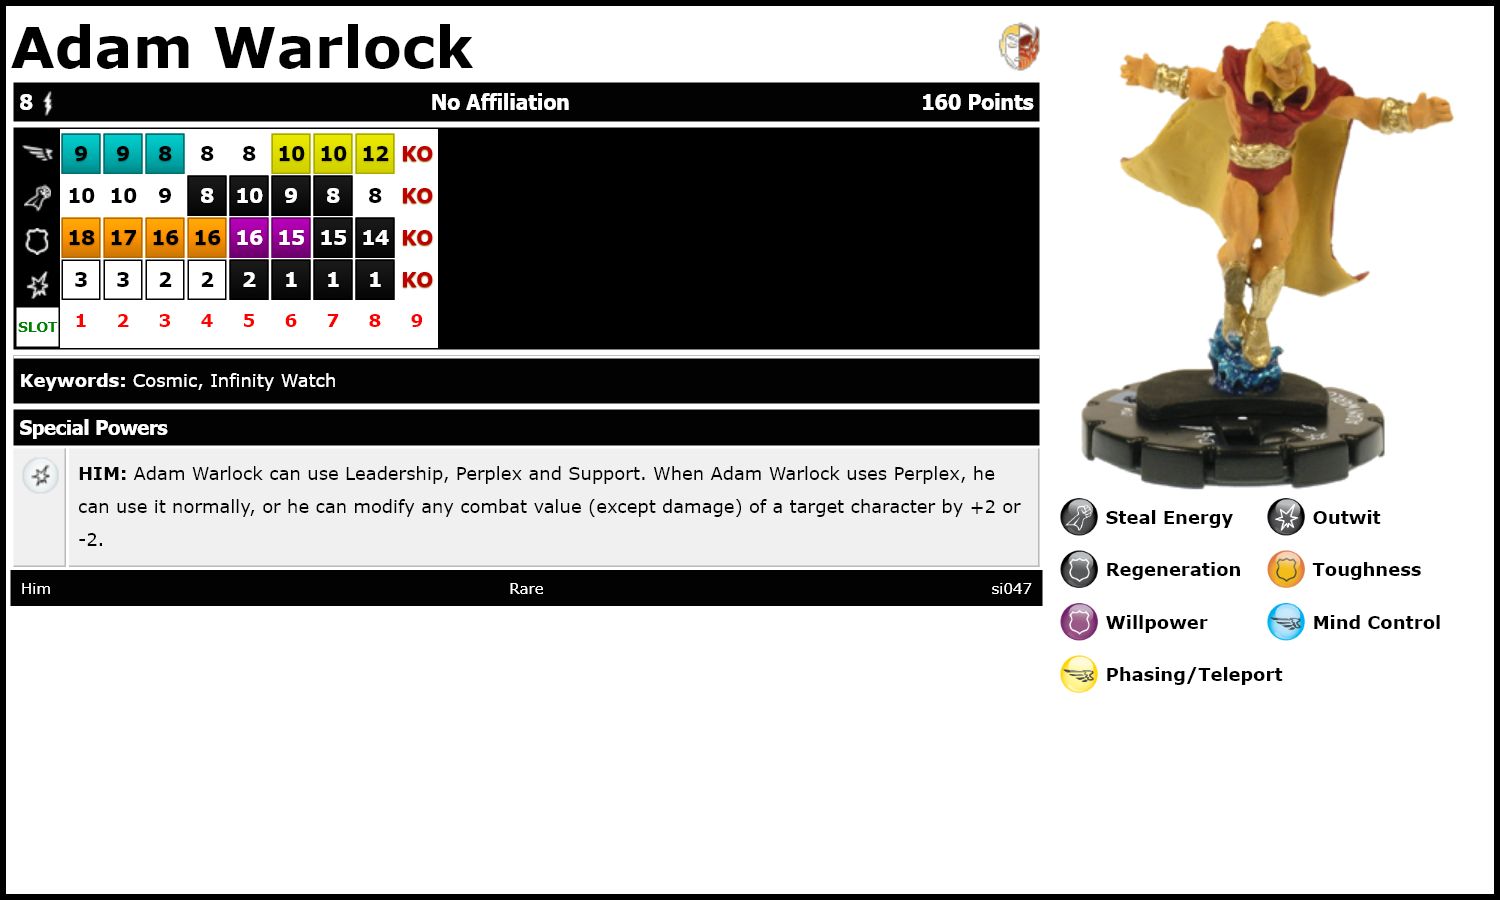 Adam Warlock
8 No Affiliation 160 Points
9 9 8 8 8 10 10 12 KO
10 10 9 8 10 9 8 8 KO
18 17 16 16 16 15 15 14 KO
3 3 2 2 2 1 1 1 KO
SLOT 1 2 3 4 5 6 7 8 9
Keywords: Cosmic, Infinity Watch
Special Powers
HIM: Adam Warlock can use Leadership, Perplex and Support. When Adam Warlock uses Perplex, he
can use it normally, or he can modify any combat value (except damage) of a target character by +2 or
-2.
Him Rare si047
Steal Energy Outwit
Regeneration Toughness
Willpower Mind Control
Phasing/Teleport